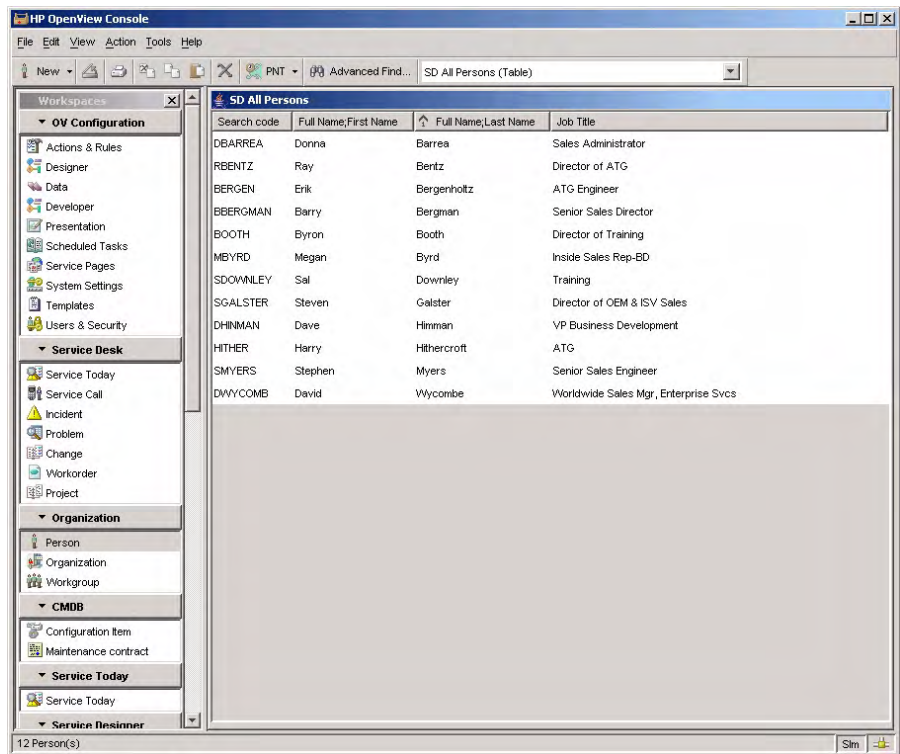 HP OpenView Console
File Edit View Action Tools Help
New PNT Advanced Find... SD All Persons (Table)
Workspaces
OV Configuration
Actions & Rules
Designer
Data
Developer
Presentation
Scheduled Tasks
Service Pages
System Settings
Templates
Users & Security
Service Desk
Service Today
Service Call
Incident
Problem
Change
Workorder
Project
Organization
Person
Organization
Workgroup
CMDB
Configuration Item
Maintenance contract
Service Today
Service Today
Service Designer
SD All Persons
Search code Full Name;First Name Full Name;Last Name Job Title
DBARREA Donna Barrea Sales Administrator
RBENTZ Ray Bentz Director of ATG
BERGEN Erik Bergenholtz ATG Engineer
BBERGMAN Barry Bergman Senior Sales Director
BOOTH Byron Booth Director of Training
MBYRD Megan Byrd Inside Sales Rep-BD
SDOWNLEY Sal Downley Training
SGALSTER Steven Galster Director of OEM & ISV Sales
DHINMAN Dave Himman VP Business Development
HITHER Harry Hithercroft ATG
SMYERS Stephen Myers Senior Sales Engineer
DWYCOMB David Wycombe Worldwide Sales Mgr, Enterprise Svcs
12 Person(s) Slm